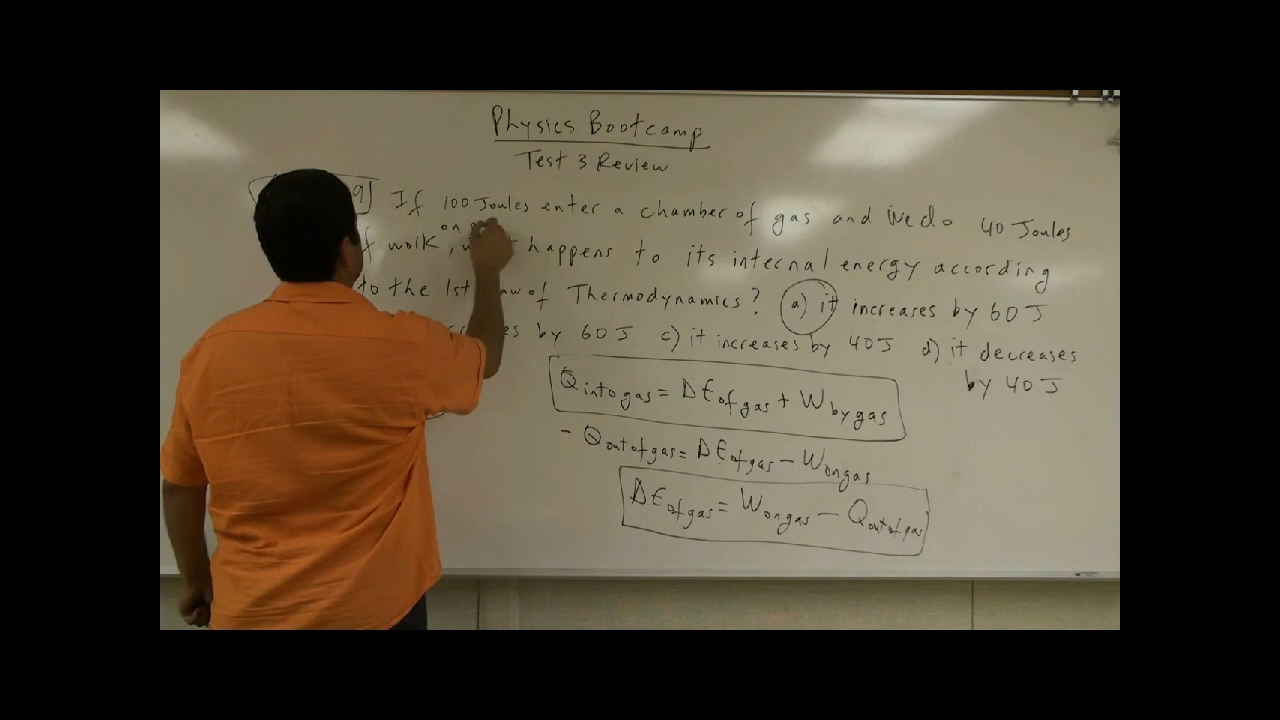 Physics Bootcamp
Test 3 Review
9) If 100 Joules enter a chamber of gas and we do 40 Joules
on
work, happens to its internal energy according
to the 1st of Thermodynamics? a) it increases by 60 J
by 60 J c) it increases by 40 J d) it decreases
by 40 J
Q into gas = ΔE of gas + W by gas
- Q out of gas = ΔE of gas - W on gas
ΔE of gas = W on gas - Q out of gas